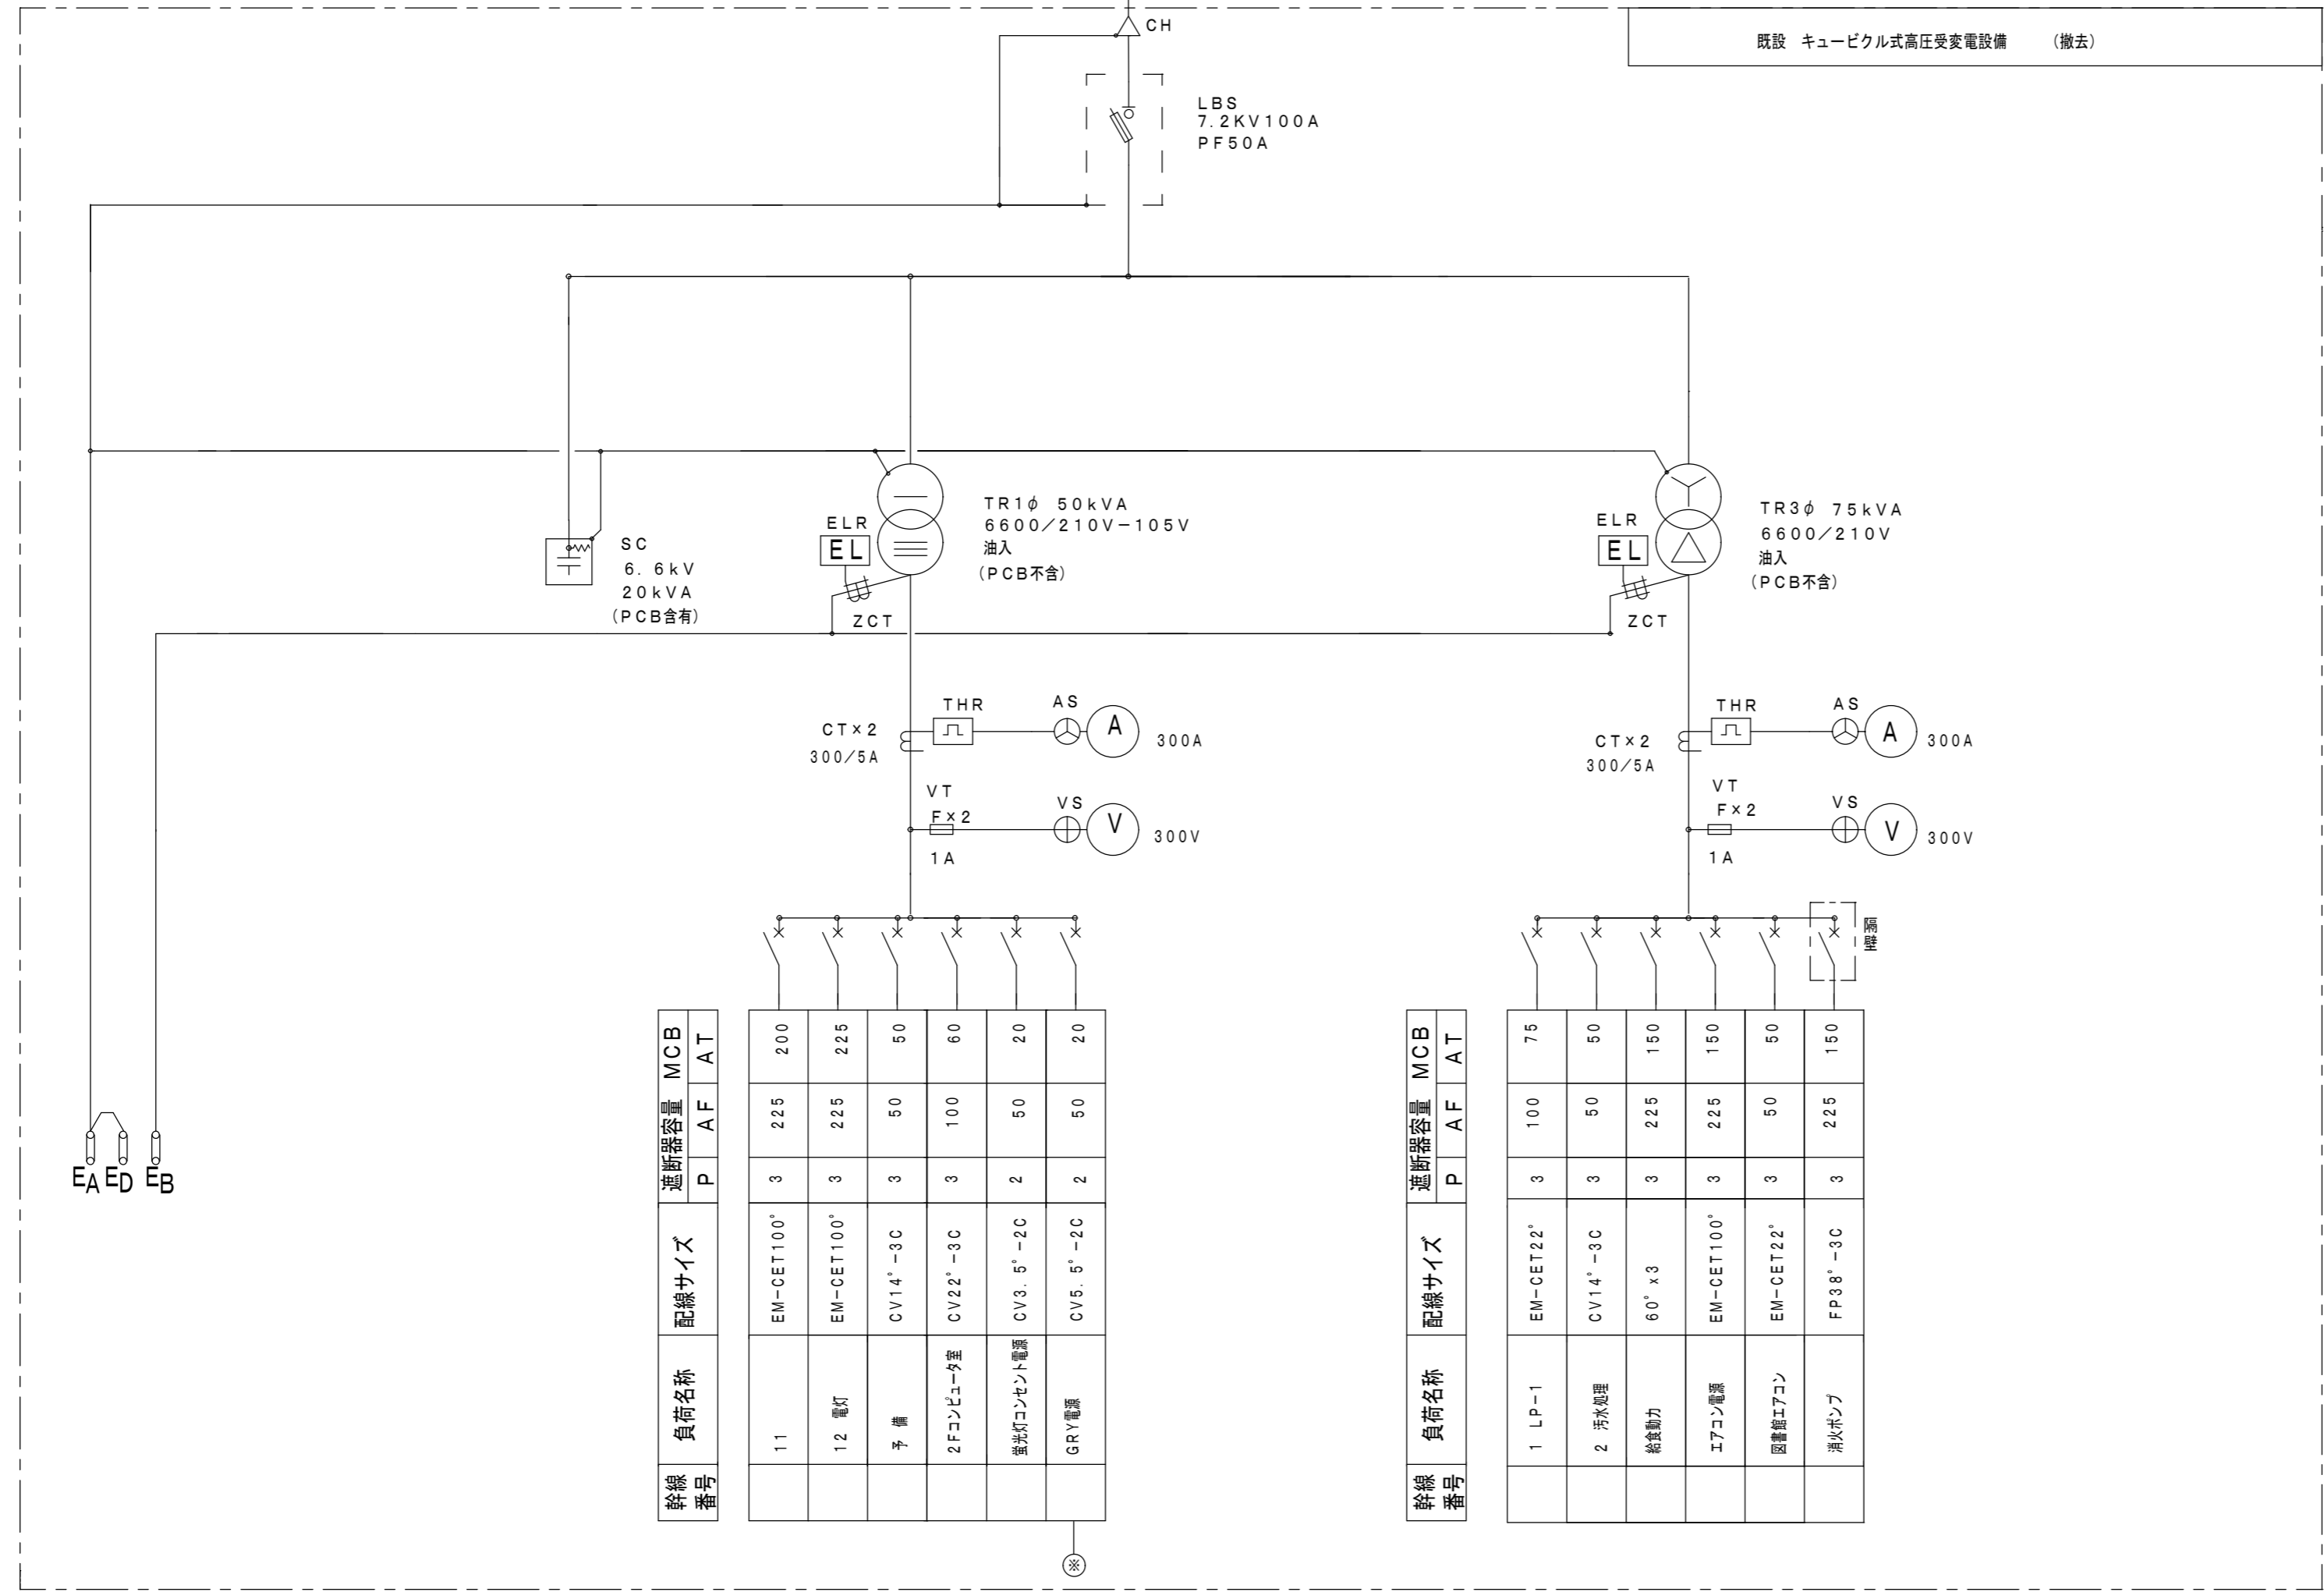 CH
既設 キュービクル式高圧受変電設備 (撤去)
LBS
7.2KV100A
PF50A
TR1φ 50kVA
6600/210V-105V
油入
(PCB不含)
ELR
EL
ZCT
SC
6.6kV
20kVA
(PCB含有)
TR3φ 75kVA
6600/210V
油入
(PCB不含)
ELR
EL
ZCT
THR
AS
A
300A
CT×2
300/5A
VT
F×2
1A
VS
V
300V
THR
AS
A
300A
CT×2
300/5A
VT
F×2
1A
VS
V
300V
隔壁
EA ED EB
遮断器容量 MCB
P AF AT
配線サイズ
負荷名称
幹線番号
200 225 50 60 20 20
225 225 50 100 50 50
3 3 3 3 2 2
EM-CET100°
EM-CET100°
CV14°-3C
CV22°-3C
CV3.5°-2C
CV5.5°-2C
11
12 電灯
予 備
2Fコンピュータ室
蛍光灯コンセント電源
GRY電源
※
遮断器容量 MCB
P AF AT
配線サイズ
負荷名称
幹線番号
75 50 150 150 50 150
100 50 225 225 50 225
3 3 3 3 3 3
EM-CET22°
CV14°-3C
60°x3
EM-CET100°
EM-CET22°
FP38°-3C
1 LP-1
2 汚水処理
給食動力
エアコン電源
図書館エアコン
消火ポンプ